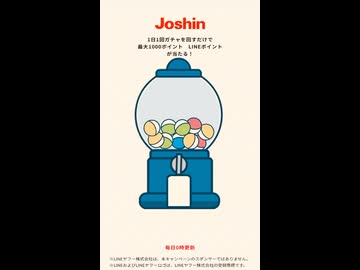 Joshin
1日1回ガチャを回すだけで
最大1000ポイント LINEポイント
が当たる！
毎日0時更新
※LINEヤフー株式会社は、本キャンペーンのスポンサーではありません。
※LINEおよびLINEヤフーロゴは、LINEヤフー株式会社の登録商標です。